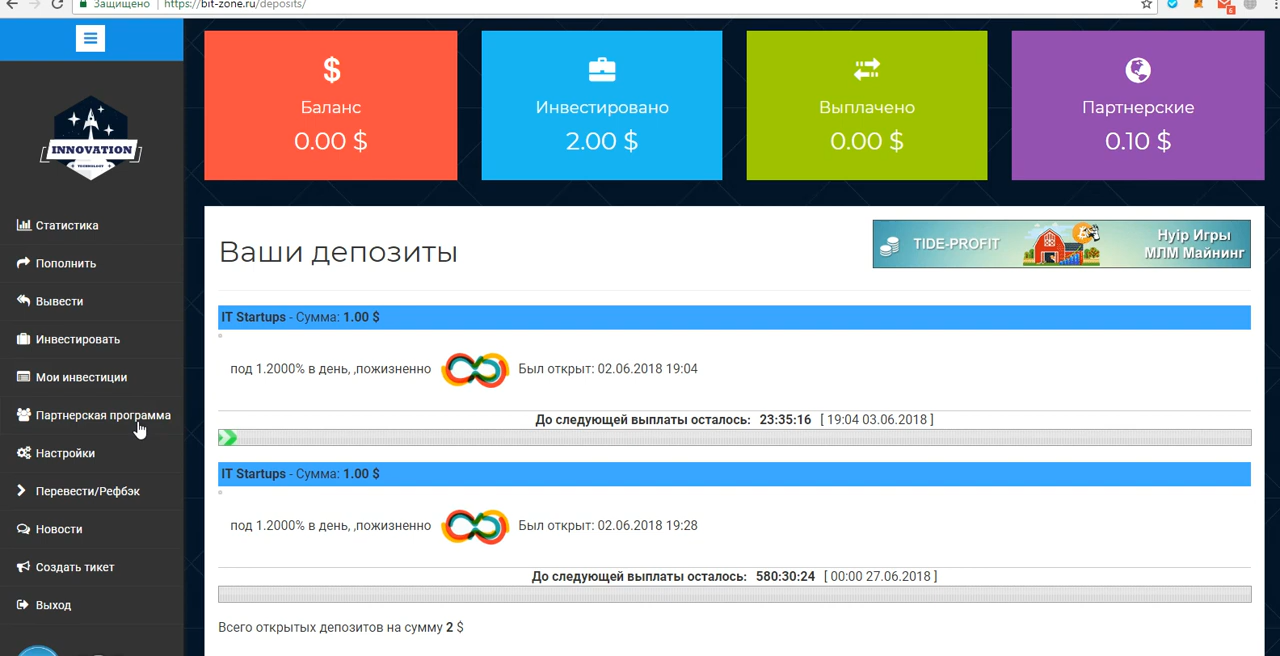 Защищено | https://bit-zone.ru/deposits/
6
INNOVATION
TECHNOLOGY
Статистика
Пополнить
Вывести
Инвестировать
Мои инвестиции
Партнерская программа
Настройки
Перевести/Рефбэк
Новости
Создать тикет
Выход
Баланс
0.00 $
Инвестировано
2.00 $
Выплачено
0.00 $
Партнерские
0.10 $
Ваши депозиты
TIDE-PROFIT
Hyip Игры
МЛМ Майнинг
IT Startups - Сумма: 1.00 $
под 1.2000% в день, ,пожизненно Был открыт: 02.06.2018 19:04
До следующей выплаты осталось: 23:35:16 [ 19:04 03.06.2018 ]
IT Startups - Сумма: 1.00 $
под 1.2000% в день, ,пожизненно Был открыт: 02.06.2018 19:28
До следующей выплаты осталось: 580:30:24 [ 00:00 27.06.2018 ]
Всего открытых депозитов на сумму 2 $